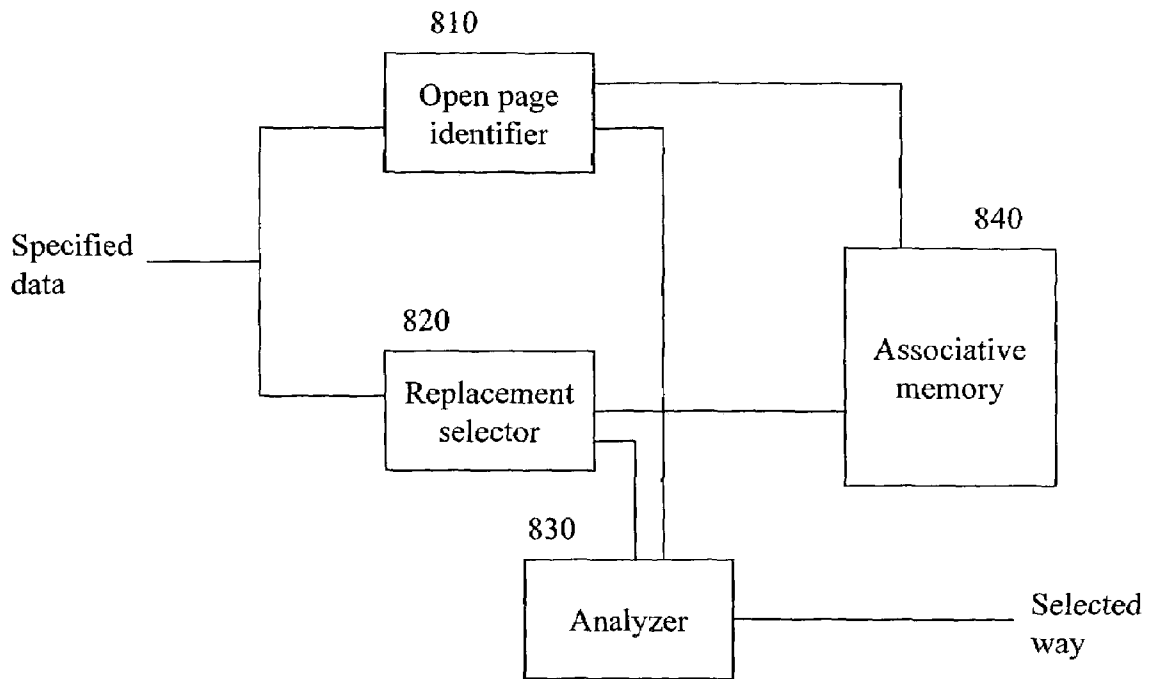 810
Open page
identifier
Specified
data
840
Associative
memory
820
Replacement
selector
830
Analyzer
Selected
way